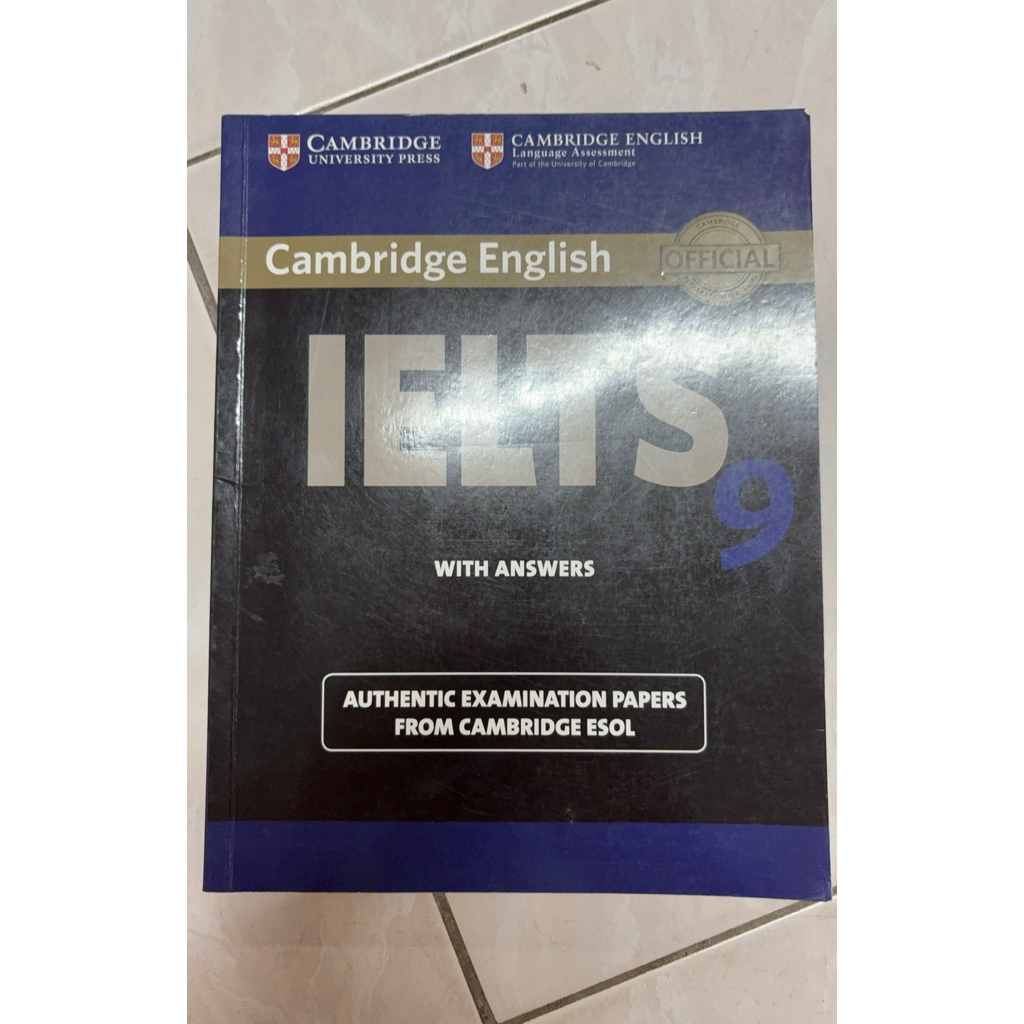 CAMBRIDGE
UNIVERSITY PRESS
CAMBRIDGE ENGLISH
Language Assessment
Part of the University of Cambridge
Cambridge English
CAMBRIDGE
OFFICIAL
IELTS
9
WITH ANSWERS
AUTHENTIC EXAMINATION PAPERS
FROM CAMBRIDGE ESOL